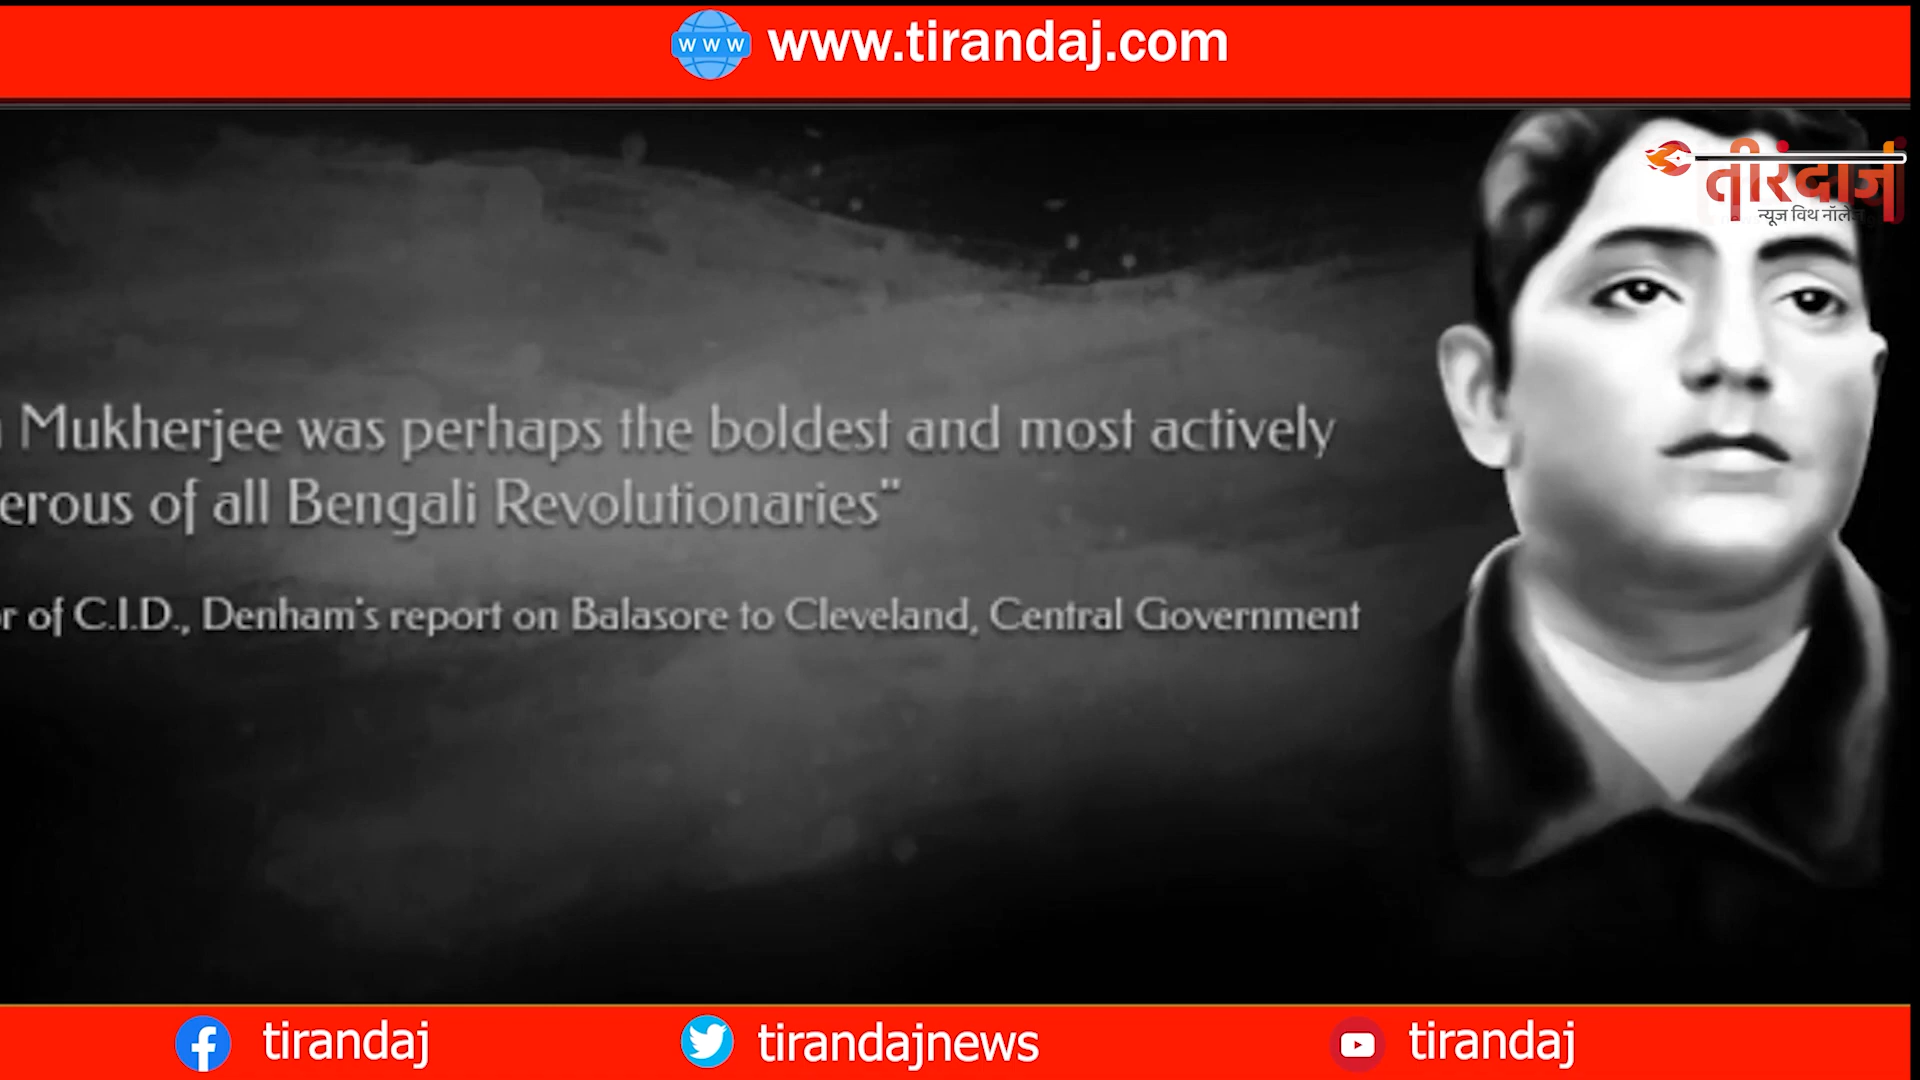 www
www.tirandaj.com
तीरंदाज
न्यूज विथ नॉलेज
Mukherjee was perhaps the boldest and most actively
erous of all Bengali Revolutionaries"
r of C.I.D., Denham's report on Balasore to Cleveland, Central Government
tirandaj
tirandajnews
tirandaj